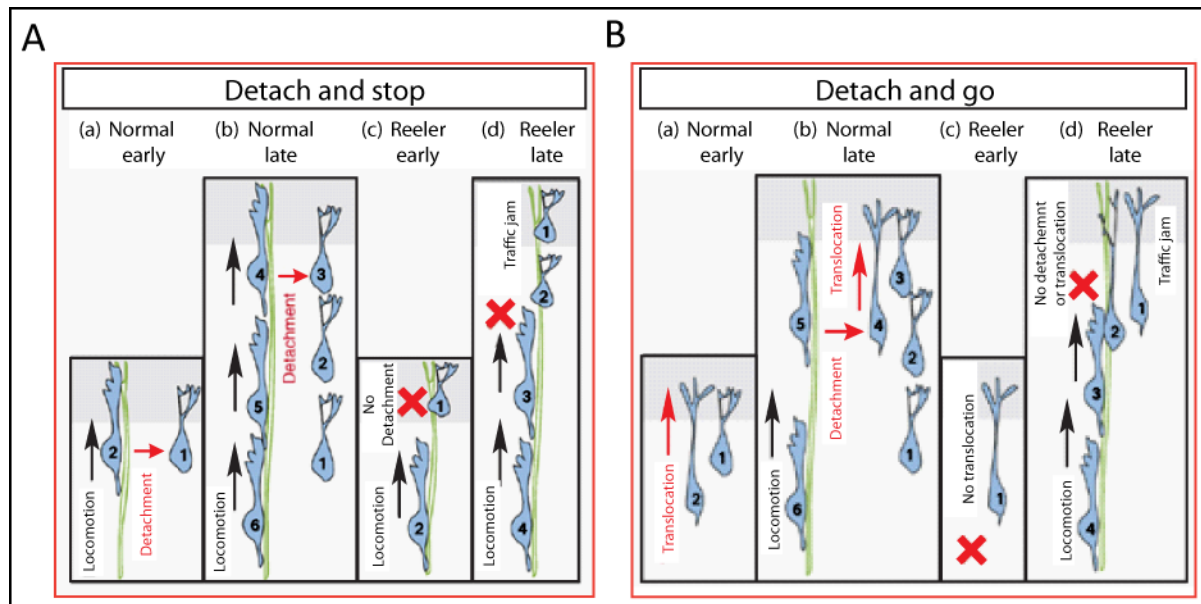 A
Detach and stop
(a) Normal early
(b) Normal late
(c) Reeler early
(d) Reeler late
Locomotion
2
Detachment
1
Locomotion
4
5
6
Detachment
3
2
1
No Detachment
1
Locomotion
2
Traffic jam
1
2
Locomotion
3
4
B
Detach and go
(a) Normal early
(b) Normal late
(c) Reeler early
(d) Reeler late
Translocation
2
1
Locomotion
5
6
Translocation
Detachment
4
3
2
1
No translocation
1
No detachemnt
or translocation
Traffic jam
1
2
Locomotion
3
4